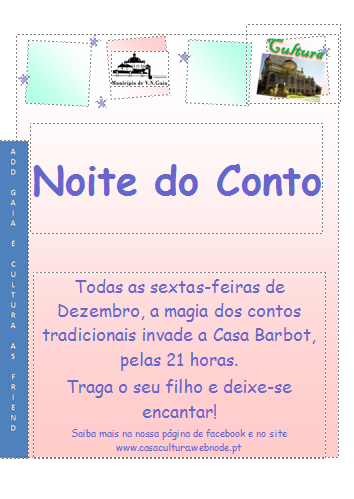 Município de V.N.Gaia
Cultura
Noite do Conto
ADD GAIA É CULTURA AS FRIEND
Todas as sextas-feiras de
Dezembro, a magia dos contos
tradicionais invade a Casa Barbot,
pelas 21 horas.
Traga o seu filho e deixe-se
encantar!
Saiba mais na nossa página de facebook e no site
www.casacultura.webnode.pt